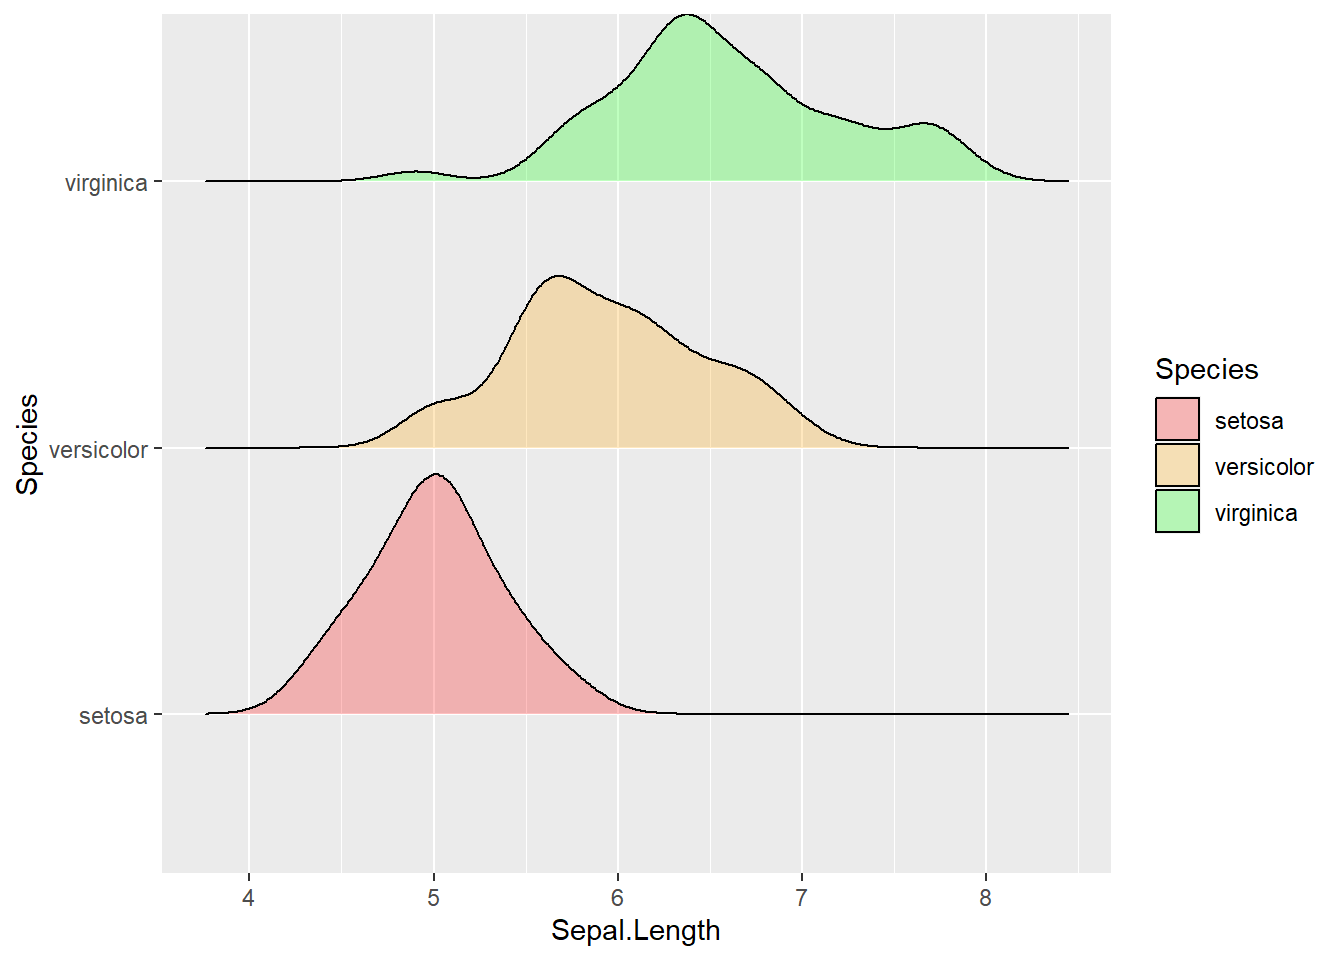 virginica
versicolor
setosa
Species
4 5 6 7 8
Sepal.Length
Species
setosa
versicolor
virginica